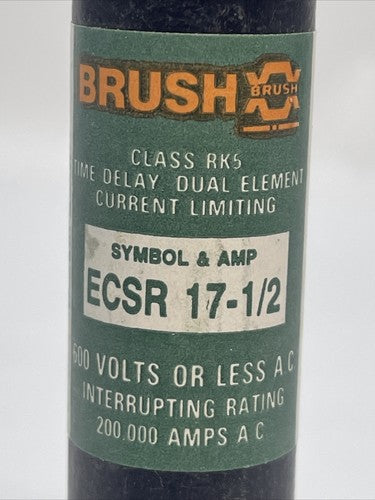 BRUSH
BRUSH
CLASS RK5
TIME DELAY DUAL ELEMENT
CURRENT LIMITING
SYMBOL & AMP
ECSR 17-1/2
600 VOLTS OR LESS A C
INTERRUPTING RATING
200.000 AMPS A C